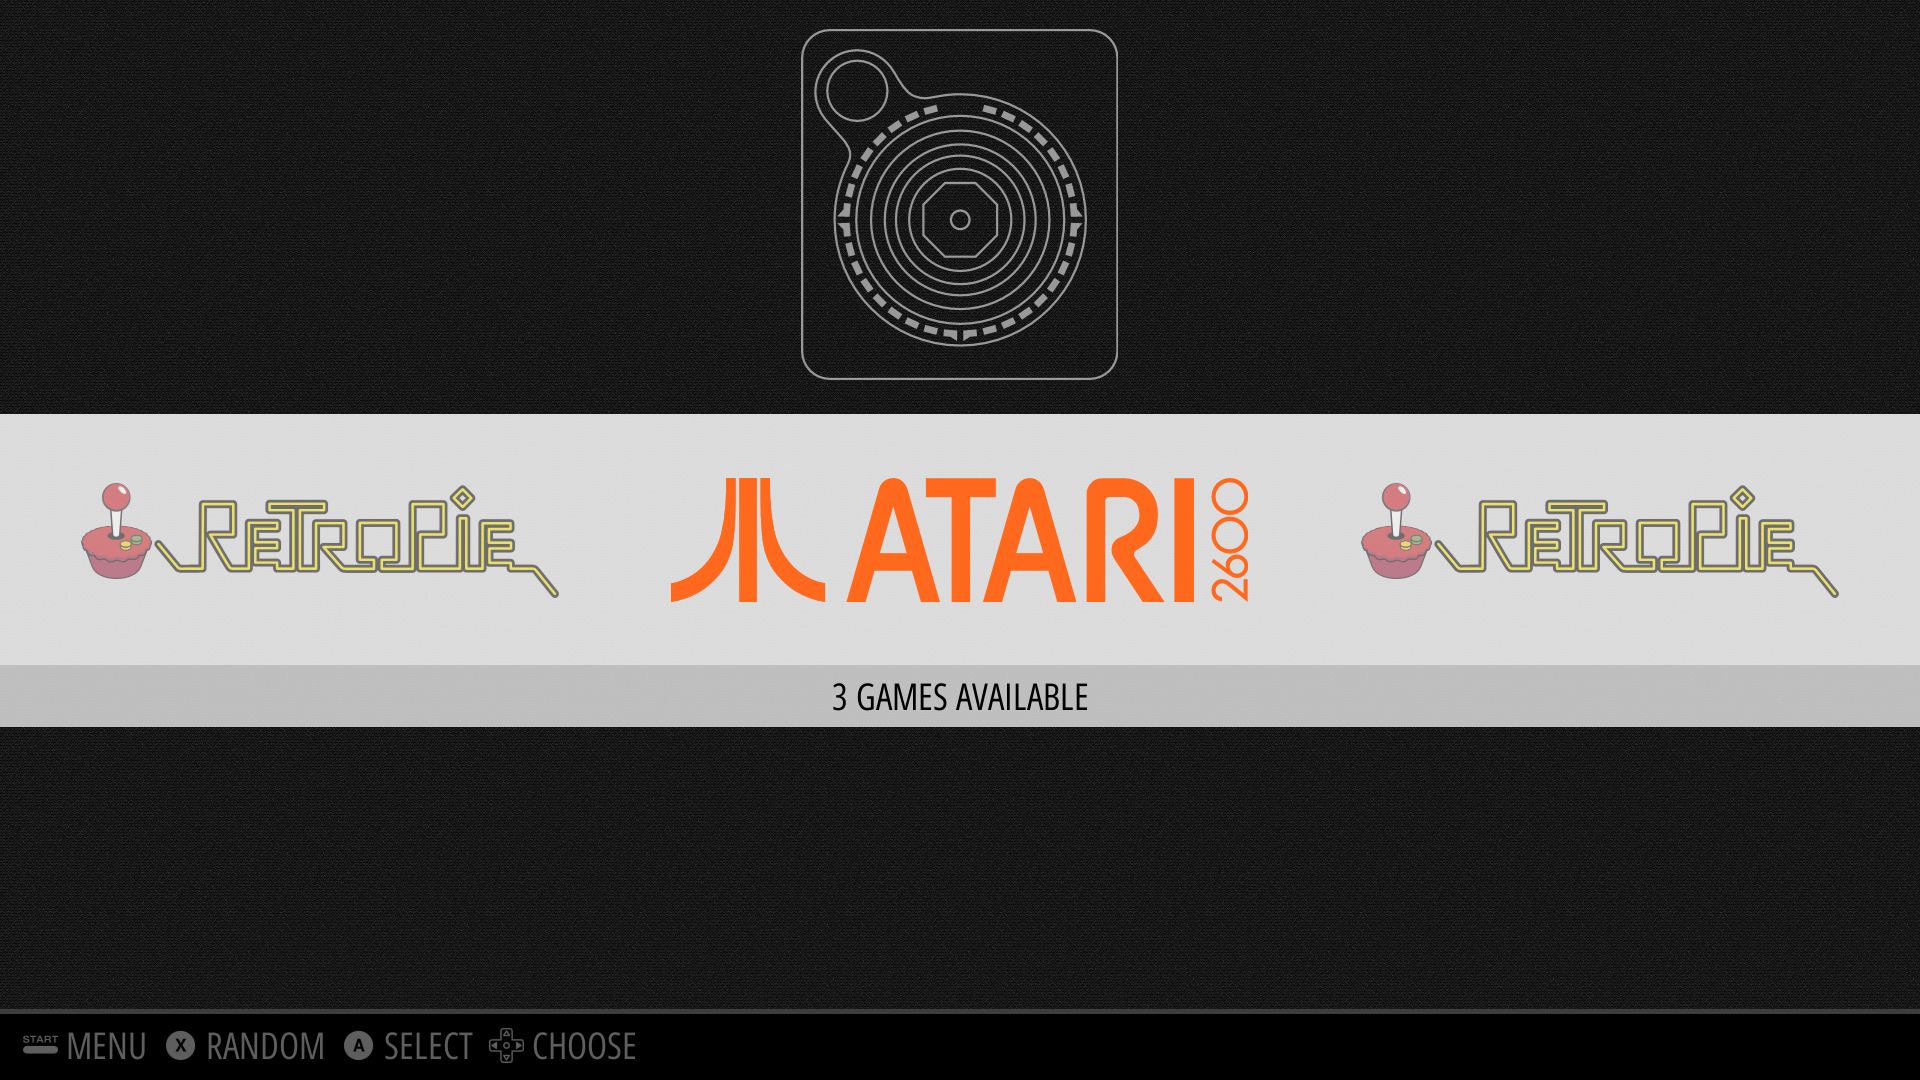 RETROPIE
ATARI 2600
RETROPIE
3 GAMES AVAILABLE
START MENU X RANDOM A SELECT CHOOSE